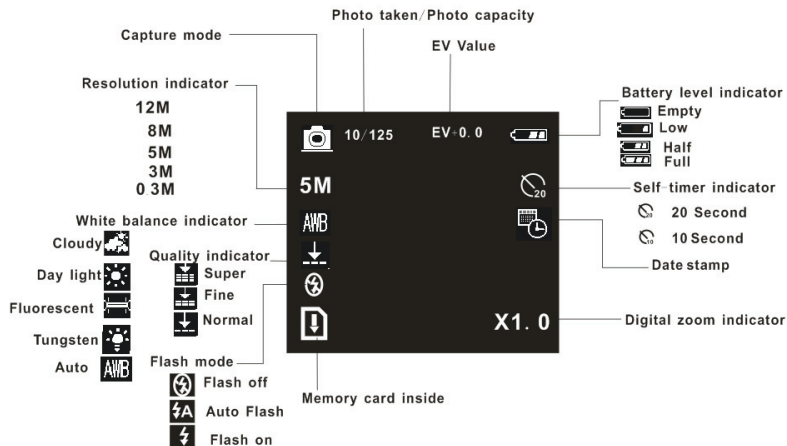 Photo taken/Photo capacity
Capture mode
EV Value
Resolution indicator
12M
8M
5M
3M
0 3M
Battery level indicator
Empty
Low
Half
Full
10/125
EV+0.0
5M
20
Self-timer indicator
20 20 Second
10 10 Second
White balance indicator
Cloudy
Day light
Fluorescent
Tungsten
Auto AWB
AWB
Quality indicator
Super
Fine
Normal
Date stamp
X1. 0
Digital zoom indicator
Flash mode
Flash off
A Auto Flash
Flash on
Memory card inside